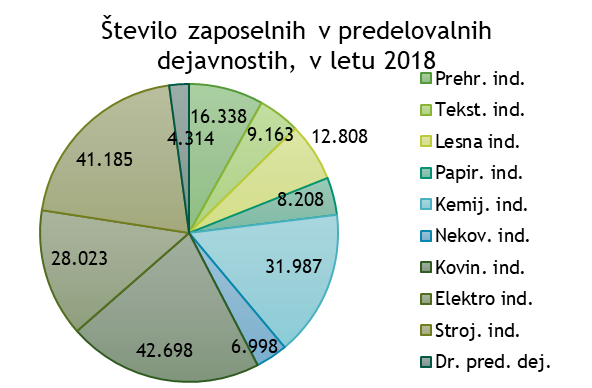 Število zaposelnih v predelovalnih
dejavnostih, v letu 2018
Prehr. ind.
Tekst. ind.
Lesna ind.
Papir. ind.
Kemij. ind.
Nekov. ind.
Kovin. ind.
Elektro ind.
Stroj. ind.
Dr. pred. dej.
16.338
9.163
12.808
8.208
31.987
6.998
42.698
28.023
41.185
4.314